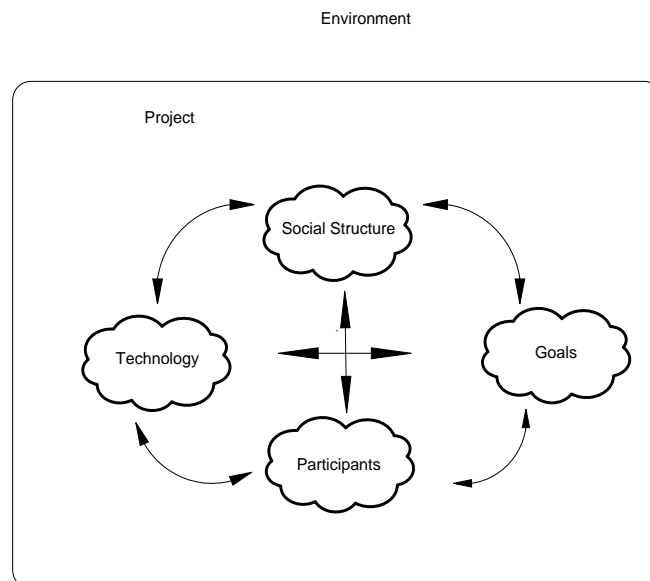 Environment
Project
Social Structure
Technology
Goals
Participants